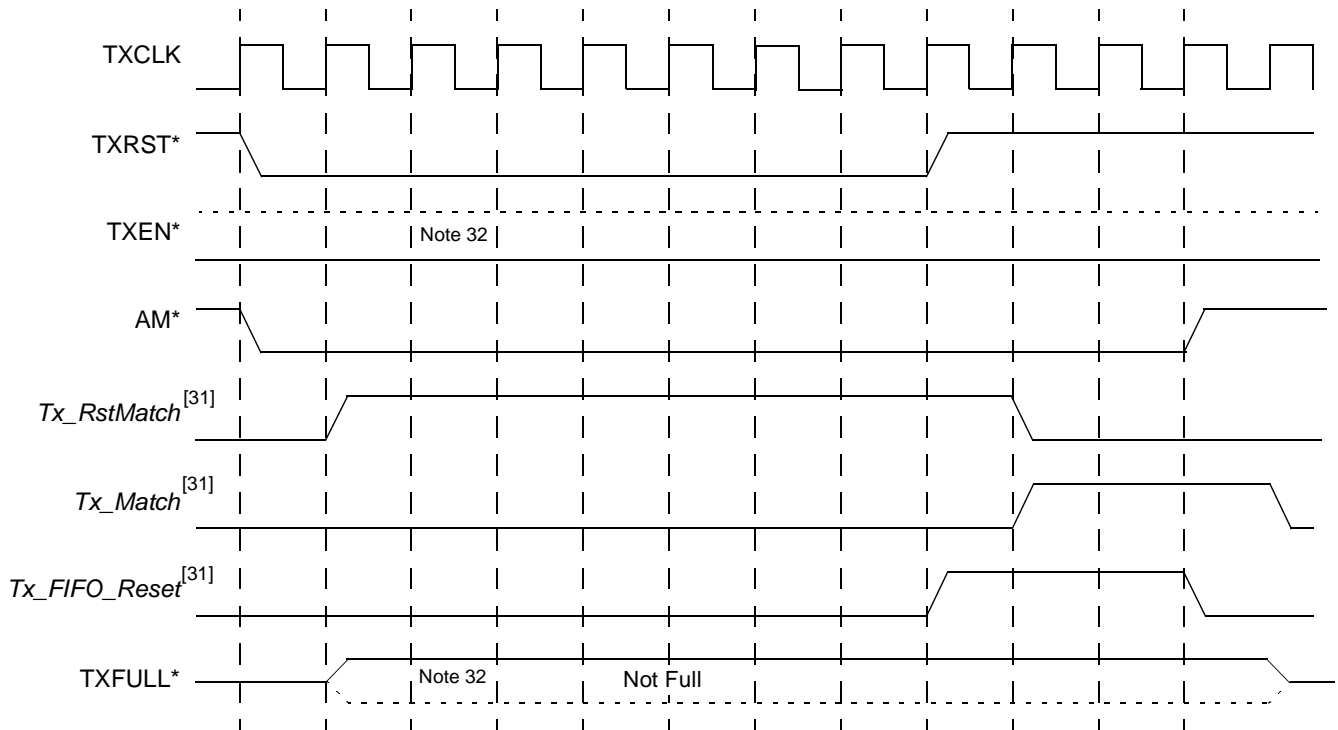 TXCLK
TXRST*
TXEN*
Note 32
AM*
Tx_RstMatch[31]
Tx_Match[31]
Tx_FIFO_Reset[31]
TXFULL*
Note 32
Not Full